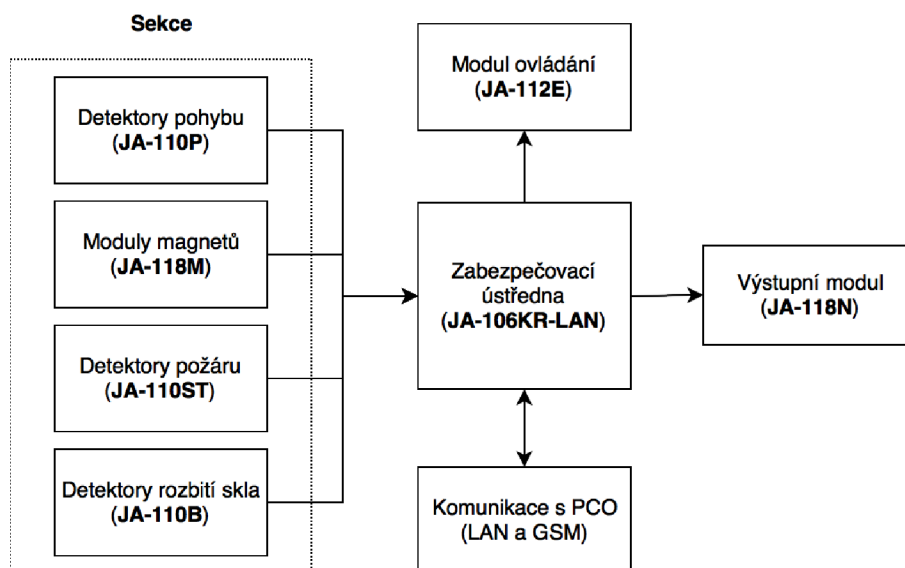 Sekce
Detektory pohybu
(JA-110P)
Moduly magnetů
(JA-118M)
Detektory požáru
(JA-110ST)
Detektory rozbití skla
(JA-110B)
Modul ovládání
(JA-112E)
Zabezpečovací
ústředna
(JA-106KR-LAN)
Výstupní modul
(JA-118N)
Komunikace s PCO
(LAN a GSM)